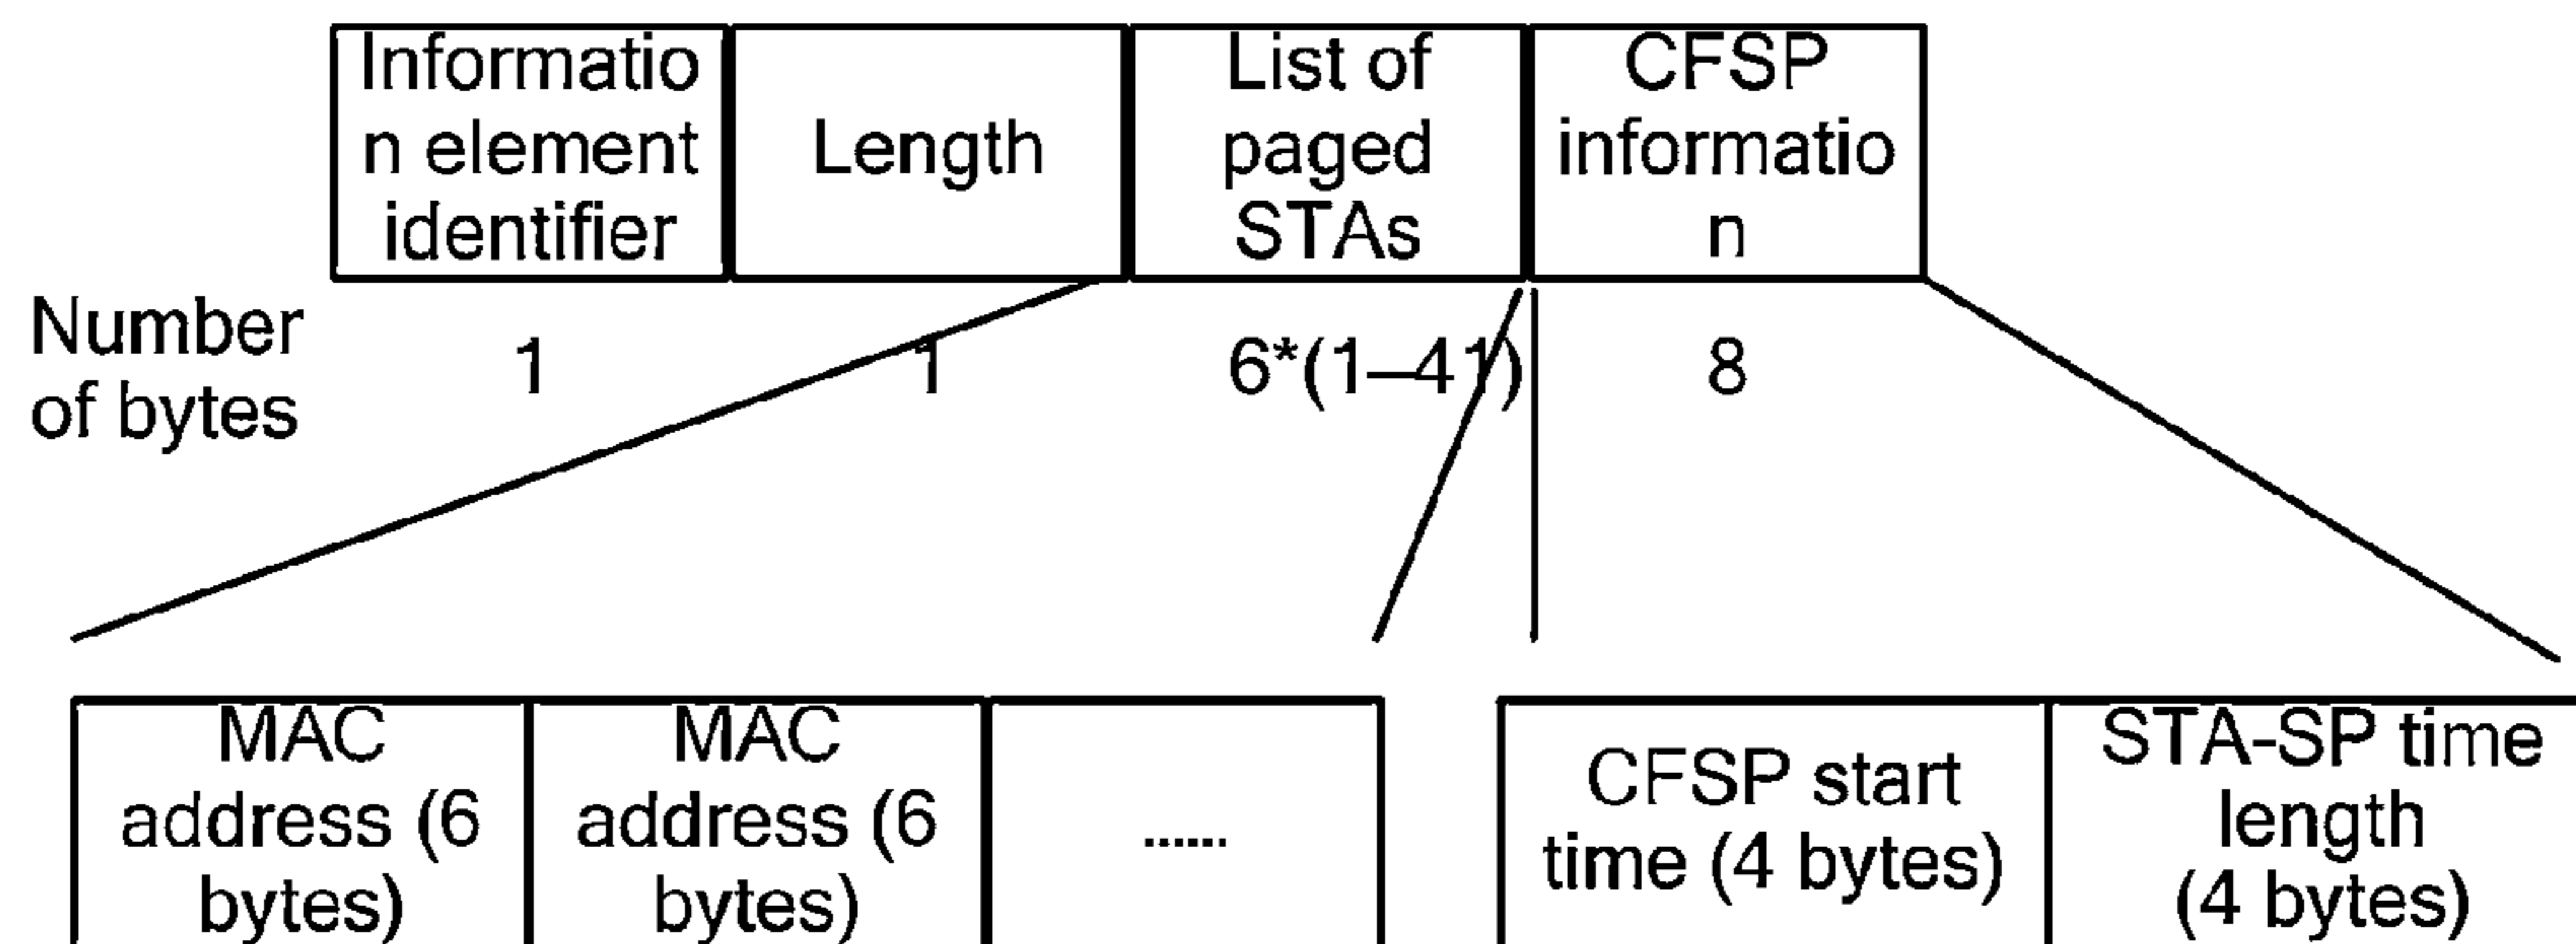 Informatio
n element
identifier
Length
List of
paged
STAs
CFSP
informatio
n
Number
of bytes
1
1
6*(1–41)
8
MAC
address (6
bytes)
MAC
address (6
bytes)
......
CFSP start
time (4 bytes)
STA-SP time
length
(4 bytes)